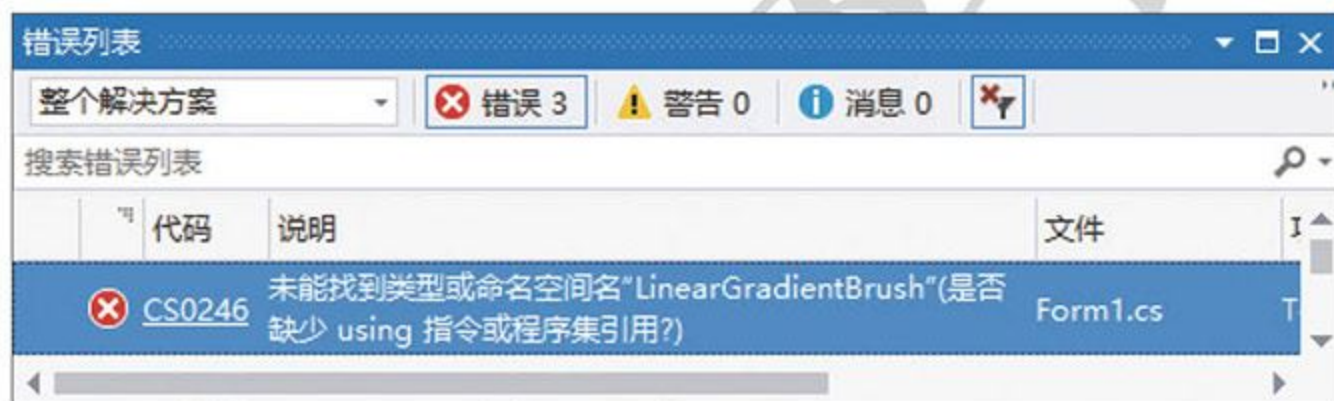 错误列表
整个解决方案 错误 3 警告 0 消息 0
搜索错误列表
代码 说明 文件
CS0246 未能找到类型或命名空间名“LinearGradientBrush”(是否 Form1.cs
缺少 using 指令或程序集引用?)